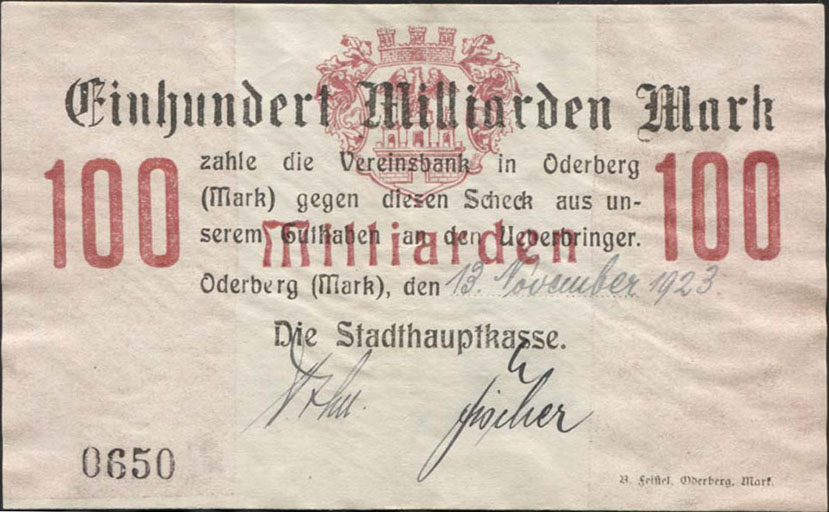 Einhundert Milliarden Mark
100 100
zahle die Vereinsbank in Oderberg
(Mark) gegen diesen Scheck aus un-
serem Guthaben an den Ueberbringer.
Milliarden
Oderberg (Mark), den 13. November 1923.
Die Stadthauptkasse.
Fischer
0650
Feistel, Oderberg, Mark.